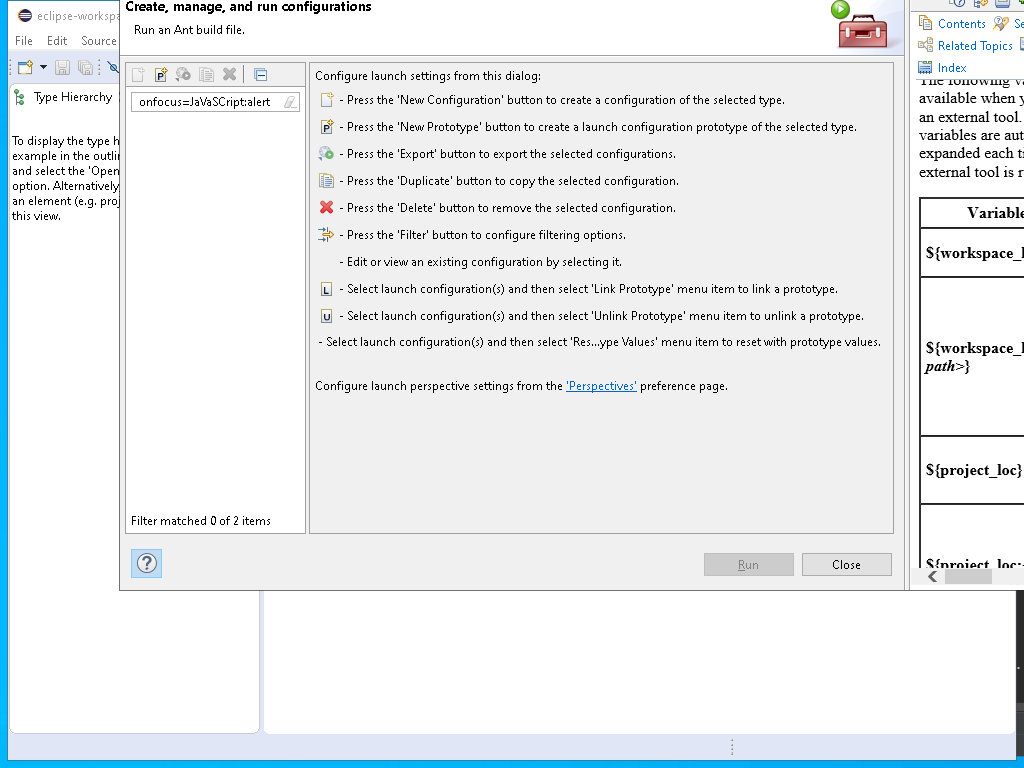 eclipse-workspa
File Edit Source
Type Hierarchy
To display the type h
example in the outli
and select the 'Open
option. Alternatively
an element (e.g. proj
this view.
Create, manage, and run configurations
Run an Ant build file.
onfocus=JaVaSCript:alert
Filter matched 0 of 2 items
Configure launch settings from this dialog:
- Press the 'New Configuration' button to create a configuration of the selected type.
- Press the 'New Prototype' button to create a launch configuration prototype of the selected type.
- Press the 'Export' button to export the selected configurations.
- Press the 'Duplicate' button to copy the selected configuration.
- Press the 'Delete' button to remove the selected configuration.
- Press the 'Filter' button to configure filtering options.
- Edit or view an existing configuration by selecting it.
L - Select launch configuration(s) and then select 'Link Prototype' menu item to link a prototype.
U - Select launch configuration(s) and then select 'Unlink Prototype' menu item to unlink a prototype.
- Select launch configuration(s) and then select 'Res...ype Values' menu item to reset with prototype values.
Configure launch perspective settings from the 'Perspectives' preference page.
Run Close
Contents Se
Related Topics
Index
The following va
available when y
an external tool.
variables are aut
expanded each ti
external tool is r
Variable
${workspace_l
${workspace_l
path>}
${project_loc}
${project_loc: